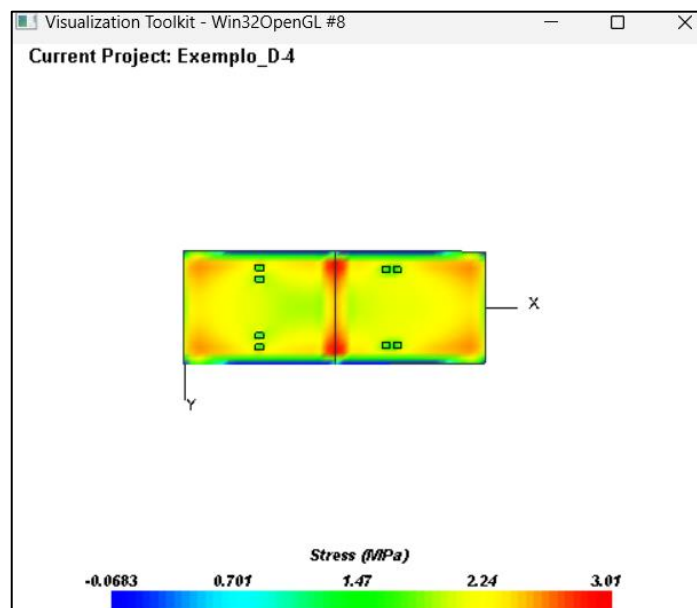 Visualization Toolkit - Win32OpenGL #8
Current Project: Exemplo_D-4
X
Y
Stress (MPa)
-0.0683 0.701 1.47 2.24 3.01